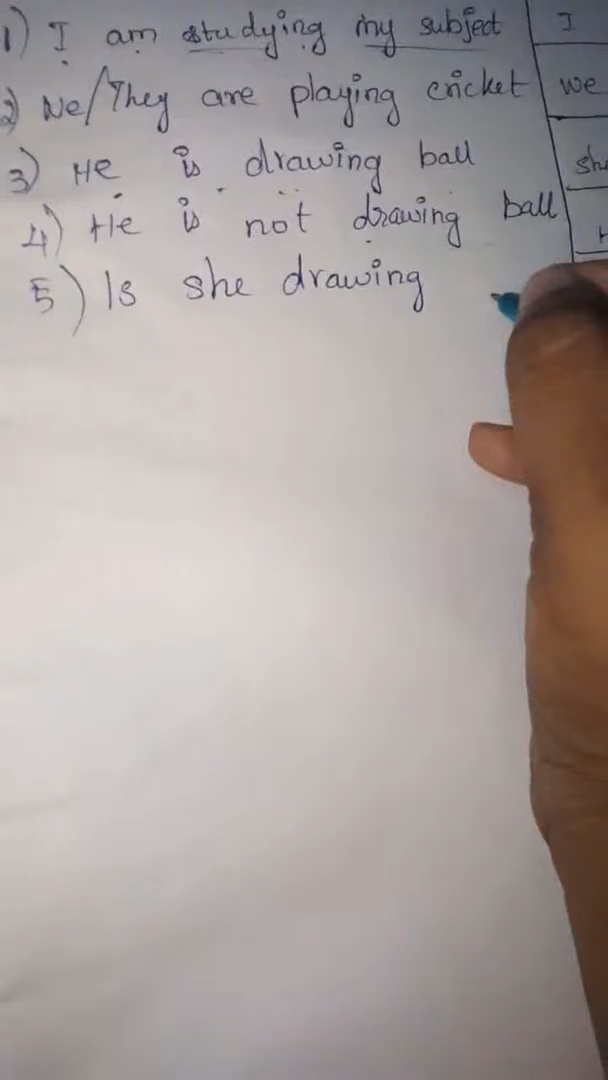 1) I am studying my subject
2) We/They are playing cricket
3) He is drawing ball
4) He is not drawing ball
5) Is she drawing
I
we